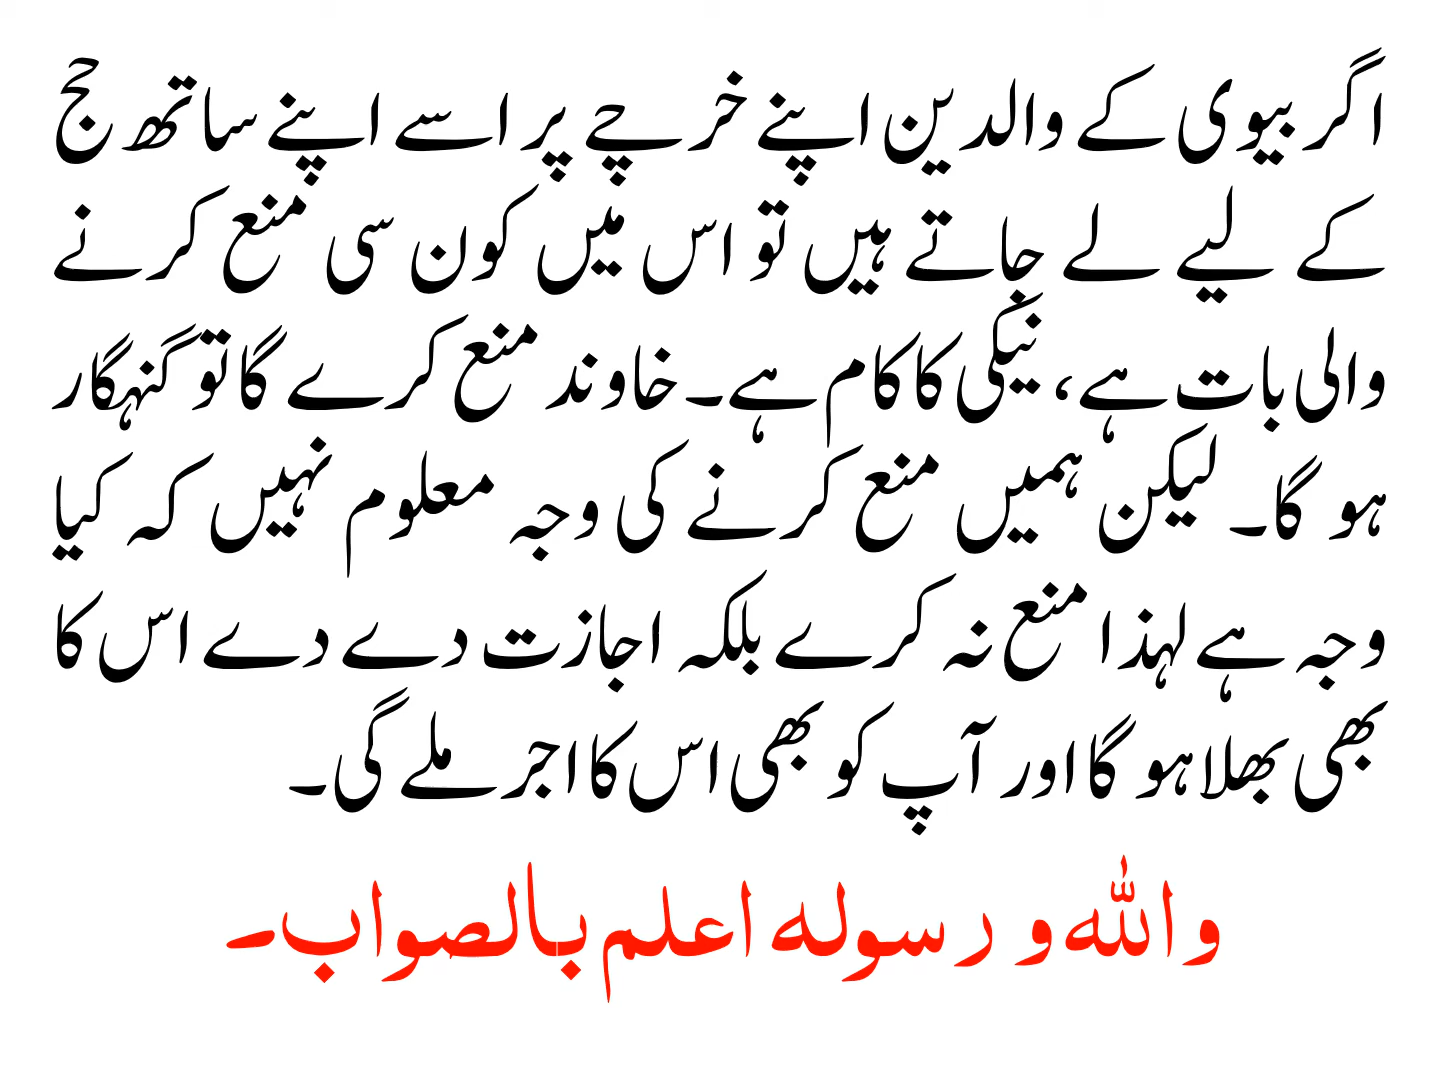 اگر بیوی کے والدین اپنے خرچے پر اسے اپنے ساتھ حج
کے لیے لے جاتے ہیں تو اس میں کون سی منع کرنے
والی بات ہے، نیکی کا کام ہے۔ خاوند منع کرے گا تو گنہگار
ہو گا۔ لیکن ہمیں منع کرنے کی وجہ معلوم نہیں کہ کیا
وجہ ہے لہذا منع نہ کرے بلکہ اجازت دے دے اس کا
بھی بھلا ہو گا اور آپ کو بھی اس کا اجر ملے گی۔
واللہ و رسولہ اعلم بالصواب۔